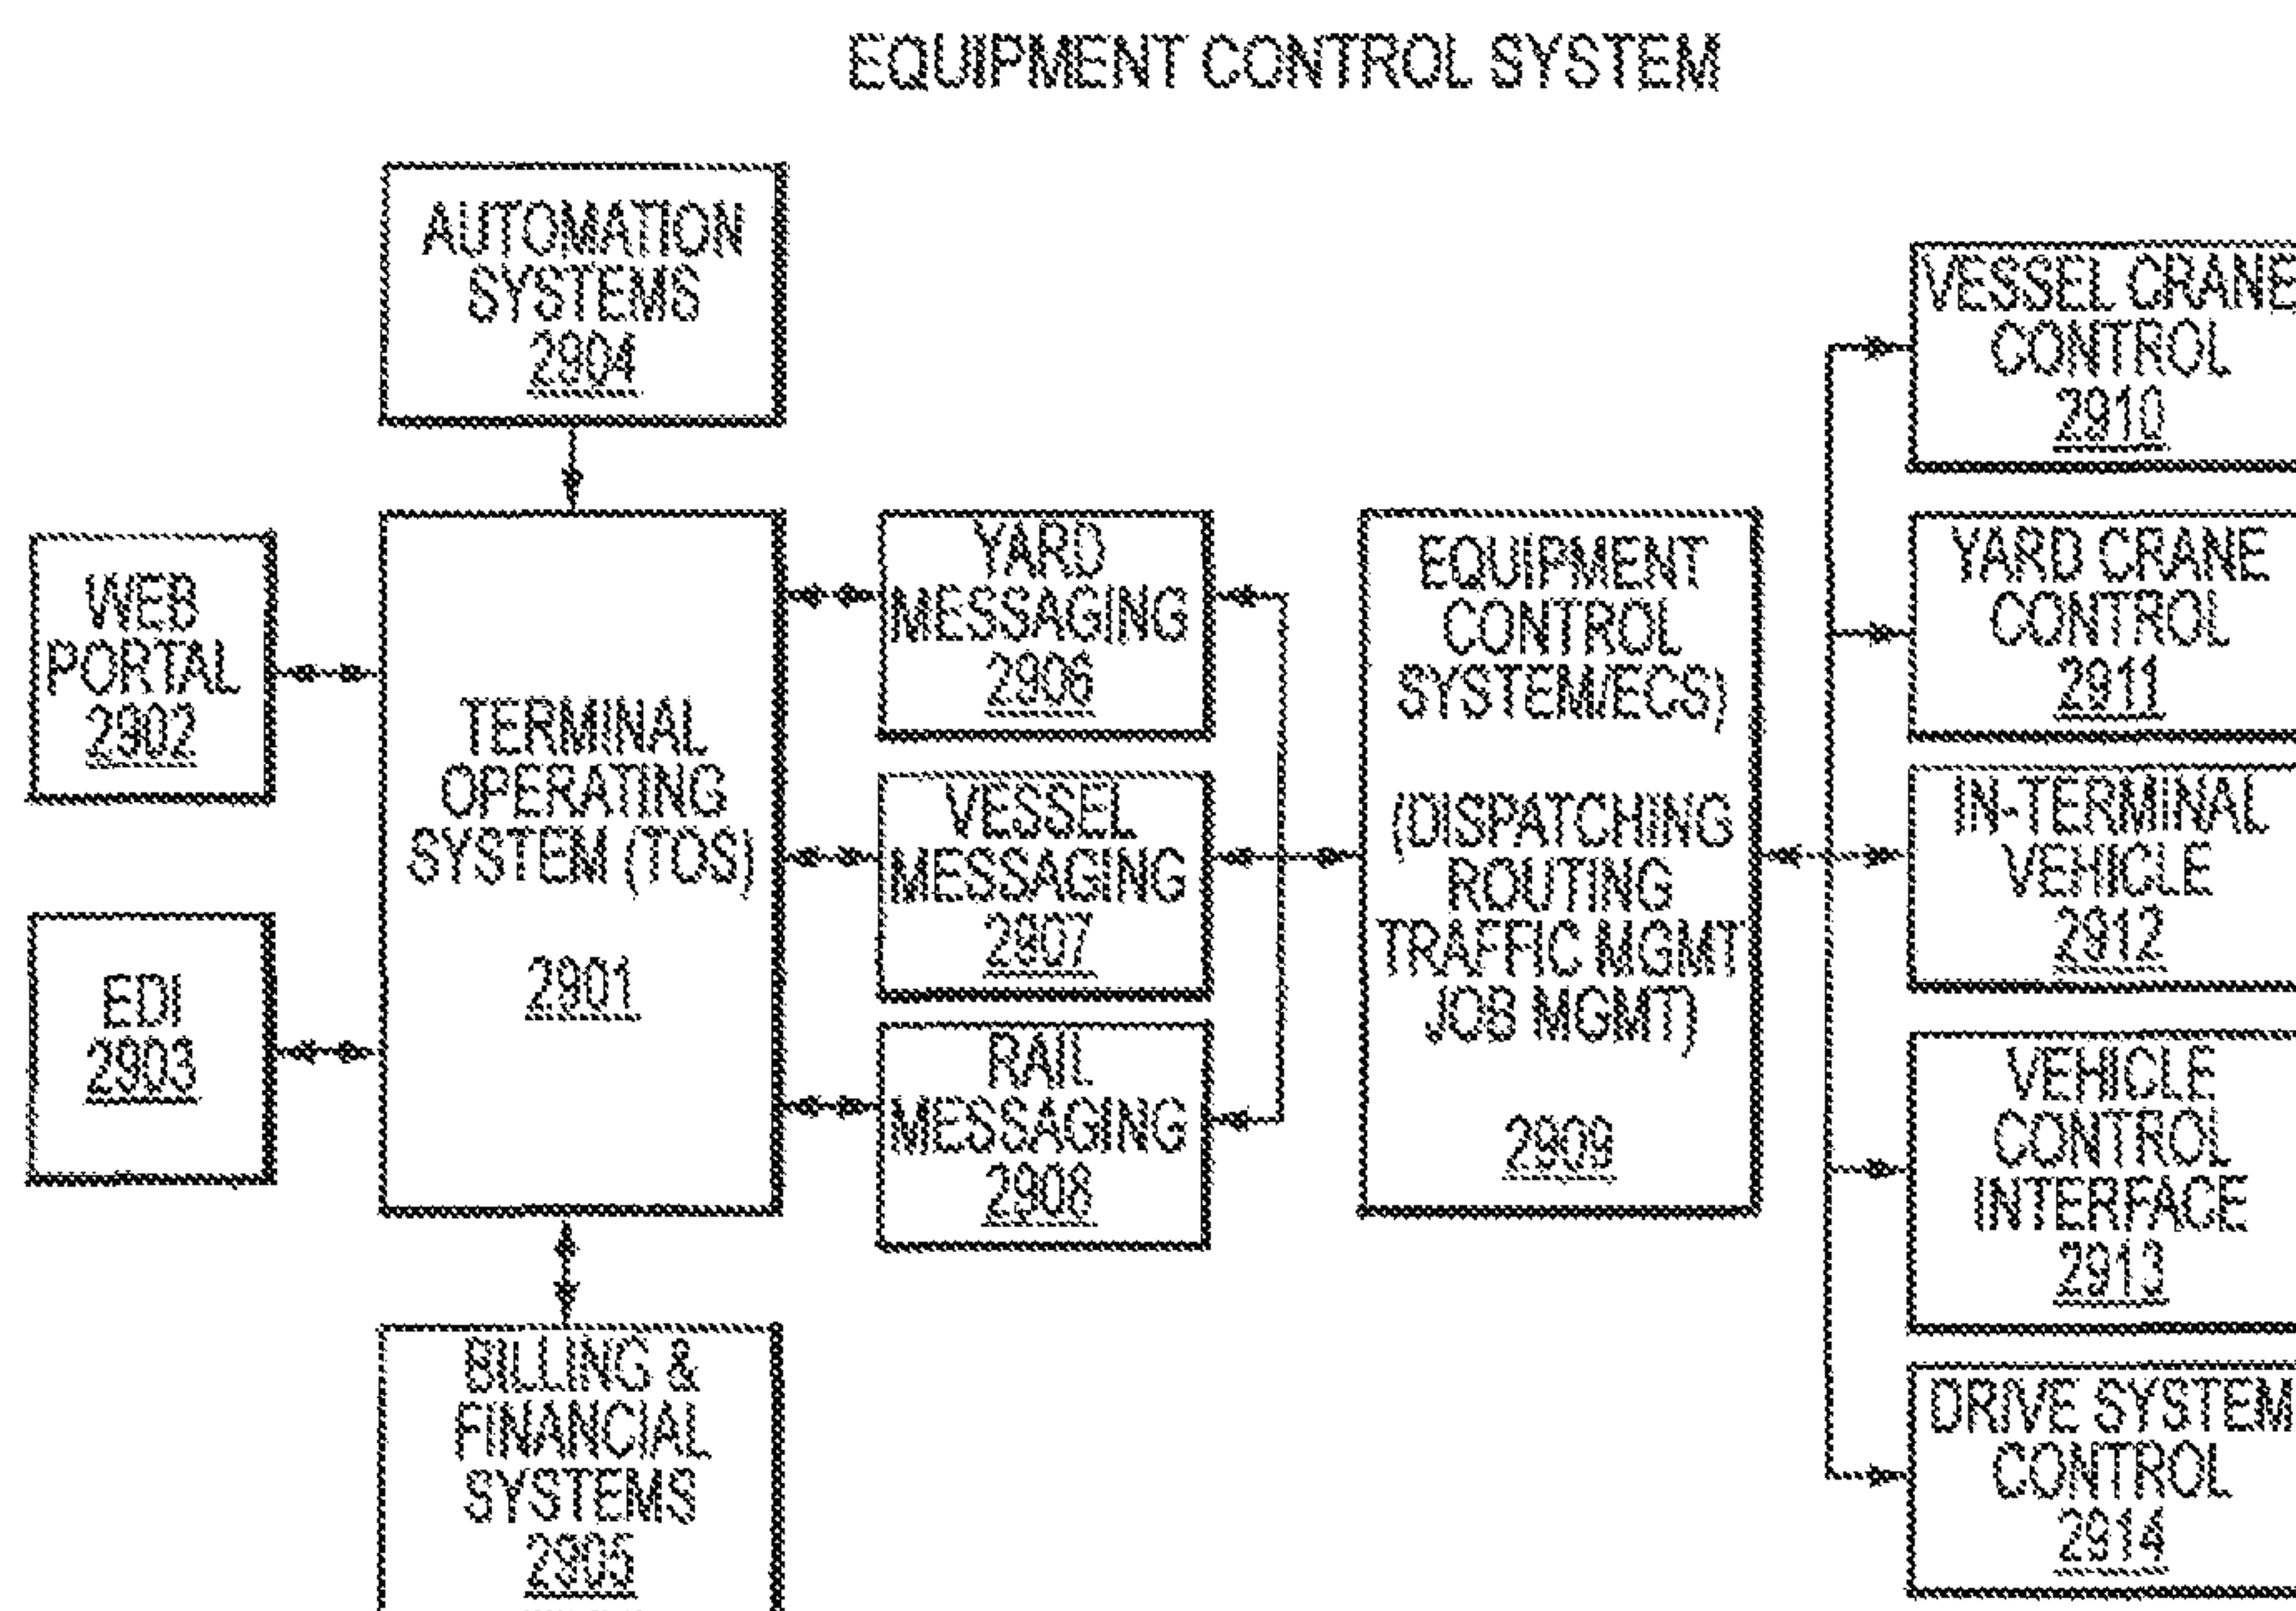 EQUIPMENT CONTROL SYSTEM
AUTOMATION
SYSTEMS
2904
WEB
PORTAL
2902
EDI
2903
TERMINAL
OPERATING
SYSTEM (TOS)
2901
BILLING &
FINANCIAL
SYSTEMS
2905
YARD
MESSAGING
2906
VESSEL
MESSAGING
2907
RAIL
MESSAGING
2908
EQUIPMENT
CONTROL
SYSTEM/ECS)
(DISPATCHING
ROUTING
TRAFFIC MGMT
JOB MGMT)
2909
VESSEL CRANE
CONTROL
2910
YARD CRANE
CONTROL
2911
IN-TERMINAL
VEHICLE
2912
VEHICLE
CONTROL
INTERFACE
2913
DRIVE SYSTEM
CONTROL
2914